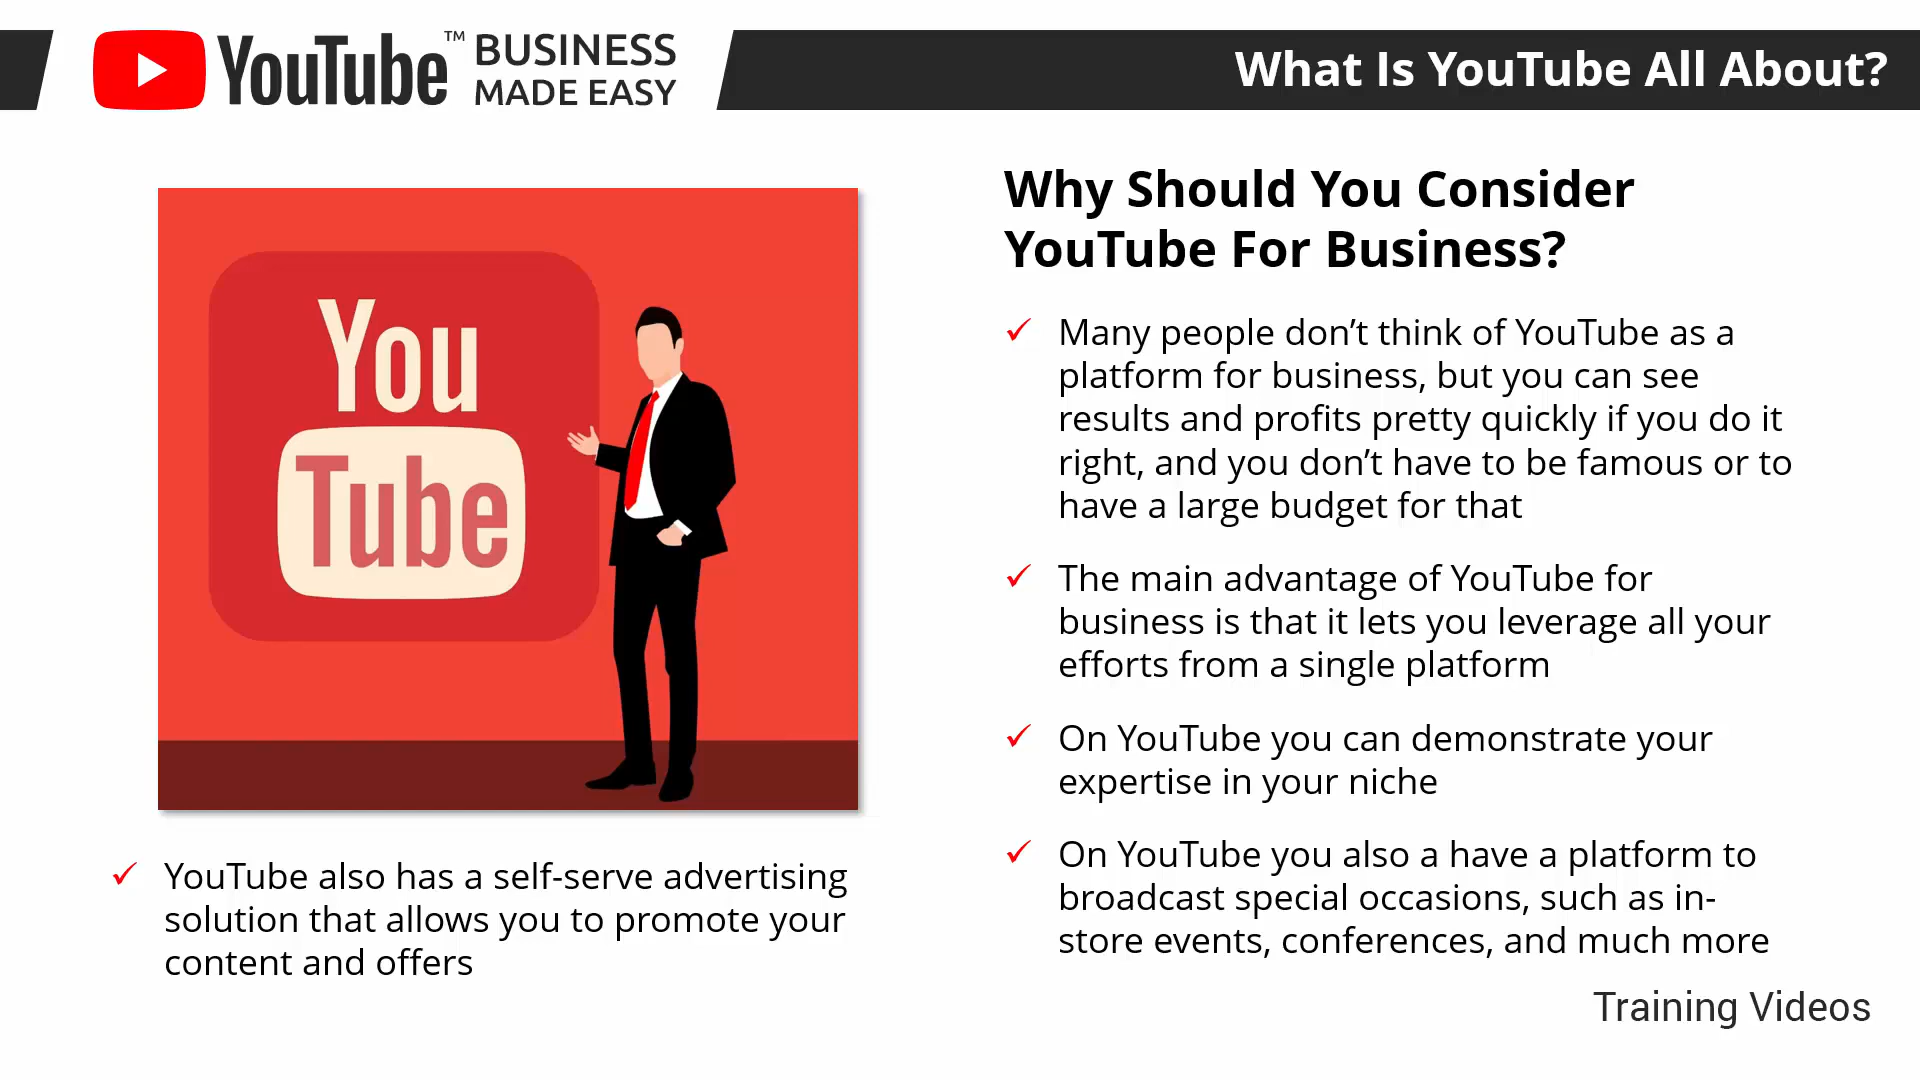 YouTube™ BUSINESS
MADE EASY
What Is YouTube All About?
You
Tube
Why Should You Consider
YouTube For Business?
✓ Many people don’t think of YouTube as a
platform for business, but you can see
results and profits pretty quickly if you do it
right, and you don’t have to be famous or to
have a large budget for that
✓ The main advantage of YouTube for
business is that it lets you leverage all your
efforts from a single platform
✓ On YouTube you can demonstrate your
expertise in your niche
✓ On YouTube you also a have a platform to
broadcast special occasions, such as in-
store events, conferences, and much more
✓ YouTube also has a self-serve advertising
solution that allows you to promote your
content and offers
Training Videos